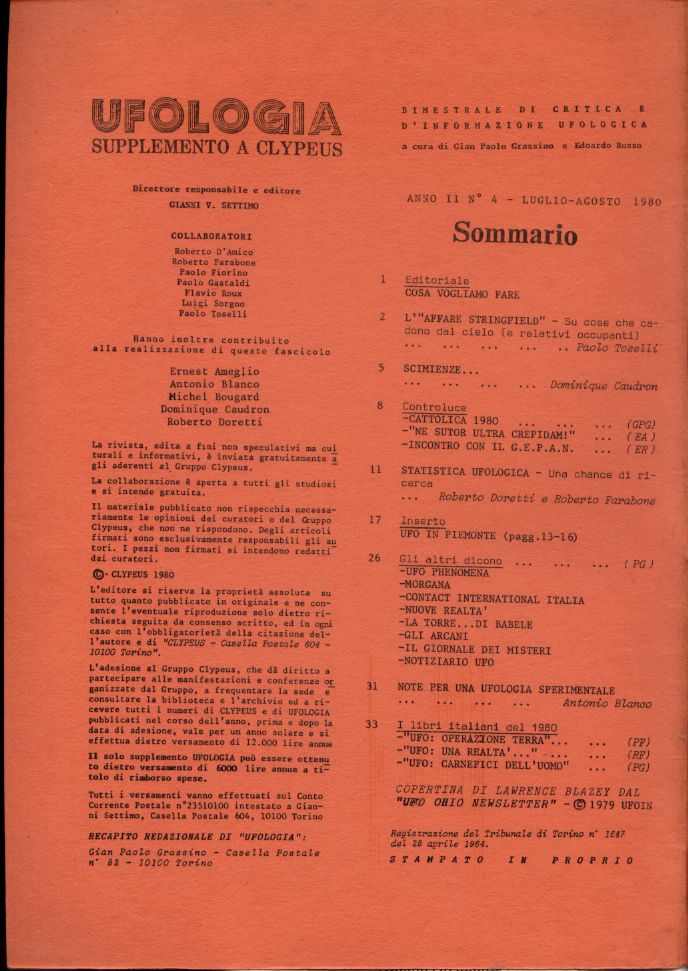 UFOLOGIA
SUPPLEMENTO A CLYPEUS
Direttore responsabile e editore
GIANNI V. SETTIMO
COLLABORATORI
Roberto D'Amico
Roberto Farabone
Paolo Fiorino
Paolo Gastaldi
Flavio Roux
Luigi Sorgno
Paolo Toselli
Hanno inoltre contribuito
alla realizzazione di questo fascicolo
Ernest Ameglio
Antonio Blanco
Michel Bougard
Dominique Caudron
Roberto Doretti
La rivista, edita a fini non speculativi ma cul
turali e informativi, è inviata gratuitamente a
gli aderenti al Gruppo Clypeus.
La collaborazione è aperta a tutti gli studiosi
e si intende gratuita.
Il materiale pubblicato non rispecchia necessa-
riamente le opinioni dei curatori o del Gruppo
Clypeus, che non ne rispondono. Degli articoli
firmati sono esclusivamente responsabili gli au
tori. I pezzi non firmati si intendono redatti
dai curatori.
©·CLYPEUS 1980
L'editore si riserva la proprietà assoluta su
tutto quanto pubblicato in originale e ne con-
sente l'eventuale riproduzione solo dietro ri-
chiesta seguita da consenso scritto, ed in ogni
caso con l'obbligatorietà della citazione del-
l'autore e di "CLYPEUS - Casella Postale 604 -
10100 Torino".
L'adesione al Gruppo Clypeus, che dà diritto a
partecipare alle manifestazioni e conferenze or
ganizzate dal Gruppo, a frequentare la sede e
consultare la biblioteca e l'archivio ed a ri-
cevere tutti i numeri di CLYPEUS e di UFOLOGIA
pubblicati nel corso dell'anno, prima e dopo la
data di adesione, vale per un anno solare e si
effettua dietro versamento di 12.000 lire annue
Il solo supplemento UFOLOGIA può essere ottenu
to dietro versamento di 6000 lire annue a ti-
tolo di rimborso spese.
Tutti i versamenti vanno effettuati sul Conto
Corrente Postale n°23510100 intestato a Gian-
ni Settimo, Casella Postale 604, 10100 Torino
RECAPITO REDAZIONALE DI "UFOLOGIA":
Gian Paolo Grassino - Casella Postale
n° 82 - 10100 Torino
BIMESTRALE DI CRITICA E
D'INFORMAZIONE UFOLOGICA
a cura di Gian Paolo Grassino e Edoardo Russo
ANNO II N° 4 - LUGLIO-AGOSTO 1980
Sommario
1 Editoriale
COSA VOGLIAMO FARE
2 L'"AFFARE STRINGFIELD" - Su cose che ca-
dono dal cielo (e relativi occupanti)
... ... ... ... .. Paolo Toselli
5 SCIMIENZE...
... ... ... ... Dominique Caudron
8 Controluce
-CATTOLICA 1980 ... ... ... (GPG)
-"NE SUTOR ULTRA CREPIDAM!" ... (EA)
-INCONTRO CON IL G.E.P.A.N. ... (ER)
11 STATISTICA UFOLOGICA - Una chance di ri-
cerca
... Roberto Doretti e Roberto Farabone
17 Inserto
UFO IN PIEMONTE (pagg.13-16)
26 Gli altri dicono ... ... ... (PG)
-UFO PHENOMENA
-MORGANA
-CONTACT INTERNATIONAL ITALIA
-NUOVE REALTA'
-LA TORRE...DI BABELE
-GLI ARCANI
-IL GIORNALE DEI MISTERI
-NOTIZIARIO UFO
31 NOTE PER UNA UFOLOGIA SPERIMENTALE
... ... ... ... Antonio Blanco
33 I libri italiani del 1980
-"UFO: OPERAZIONE TERRA"... ... (PF)
-"UFO: UNA REALTA'..." - ... ... (RF)
-"UFO: CARNEFICI DELL'UOMO" ... (PG)
COPERTINA DI LAWRENCE BLAZEY DAL
"UFO OHIO NEWSLETTER" - © 1979 UFOIN
Registrazione del Tribunale di Torino n° 1647
del 28 aprile 1964.
STAMPATO IN PROPRIO